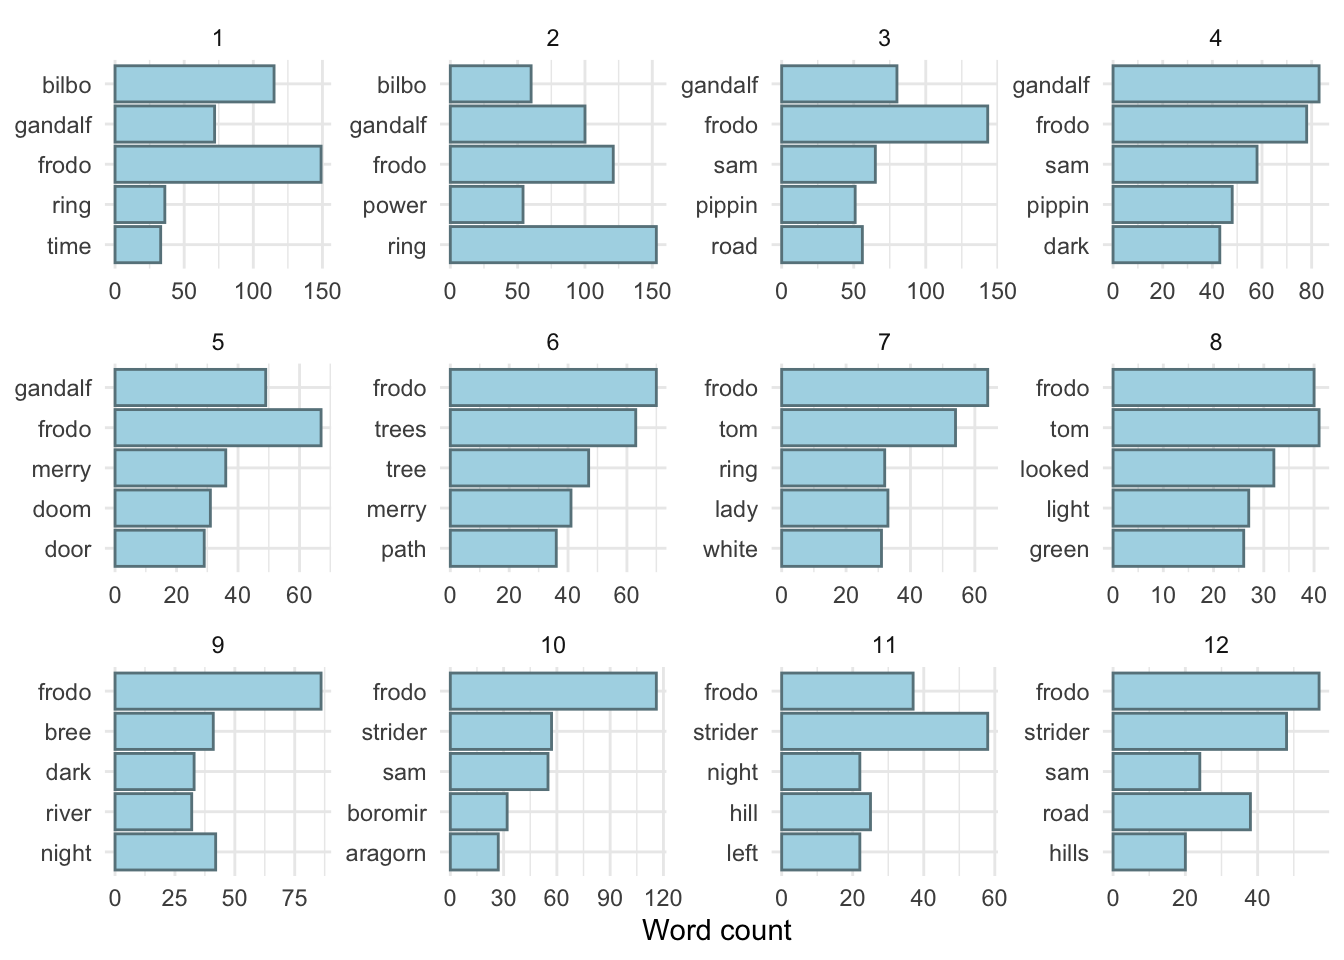 1
bilbo
gandalf
frodo
ring
time
0 50 100 150
2
bilbo
gandalf
frodo
power
ring
0 50 100 150
3
gandalf
frodo
sam
pippin
road
0 50 100 150
4
gandalf
frodo
sam
pippin
dark
0 20 40 60 80
5
gandalf
frodo
merry
doom
door
0 20 40 60
6
frodo
trees
tree
merry
path
0 20 40 60
7
frodo
tom
ring
lady
white
0 20 40 60
8
frodo
tom
looked
light
green
0 10 20 30 40
9
frodo
bree
dark
river
night
0 25 50 75
10
frodo
strider
sam
boromir
aragorn
0 30 60 90 120
11
frodo
strider
night
hill
left
0 20 40 60
12
frodo
strider
sam
road
hills
0 20 40
Word count